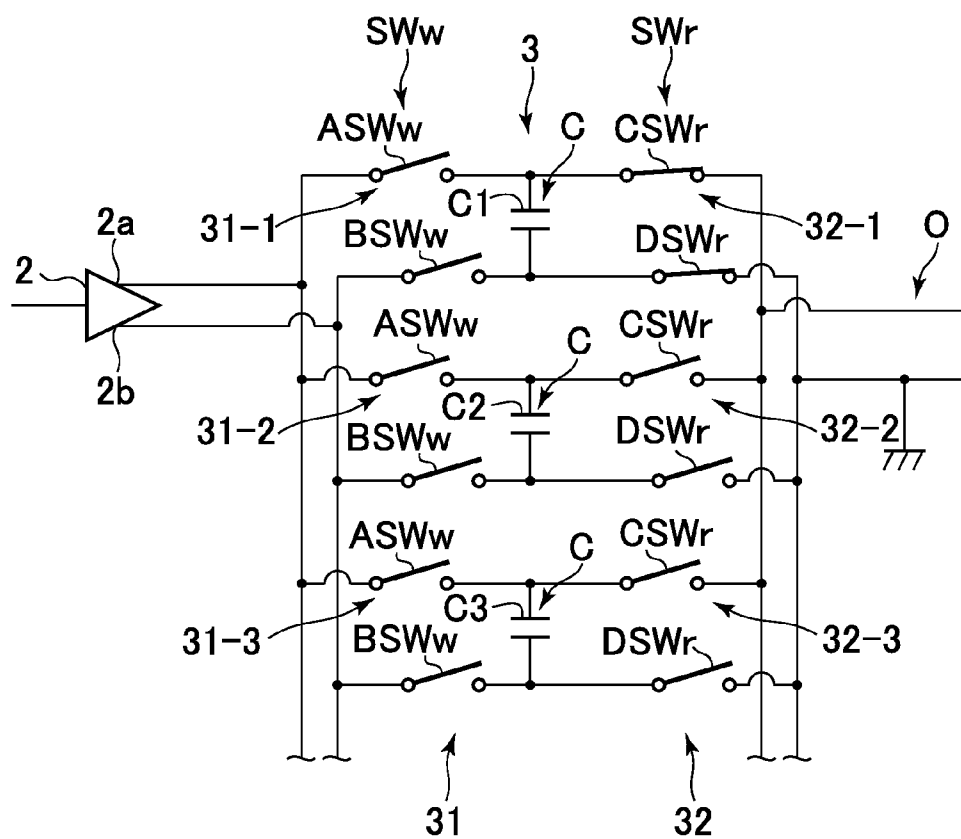 SWw
SWr
3
ASWw
C
CSWr
C1
31-1
32-1
2a
BSWw
DSWr
O
2
ASWw
CSWr
2b
C
C2
31-2
32-2
BSWw
DSWr
ASWw
CSWr
C
C3
31-3
32-3
BSWw
DSWr
31
32